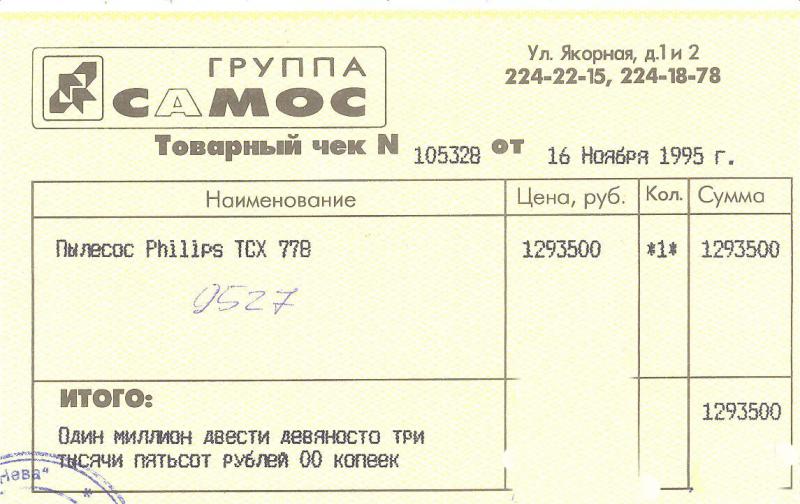 ГРУППА
САМОС
Ул. Якорная, д.1 и 2
224-22-15, 224-18-78
Товарный чек N 105328 от 16 Ноября 1995 г.
Наименование Цена, руб. Кол. Сумма
Пылесос Philips TCX 778 1293500 *1* 1293500
9527
ИТОГО: 1293500
Один миллион двести девяносто три
тысячи пятьсот рублей 00 копеек
Нева"
*